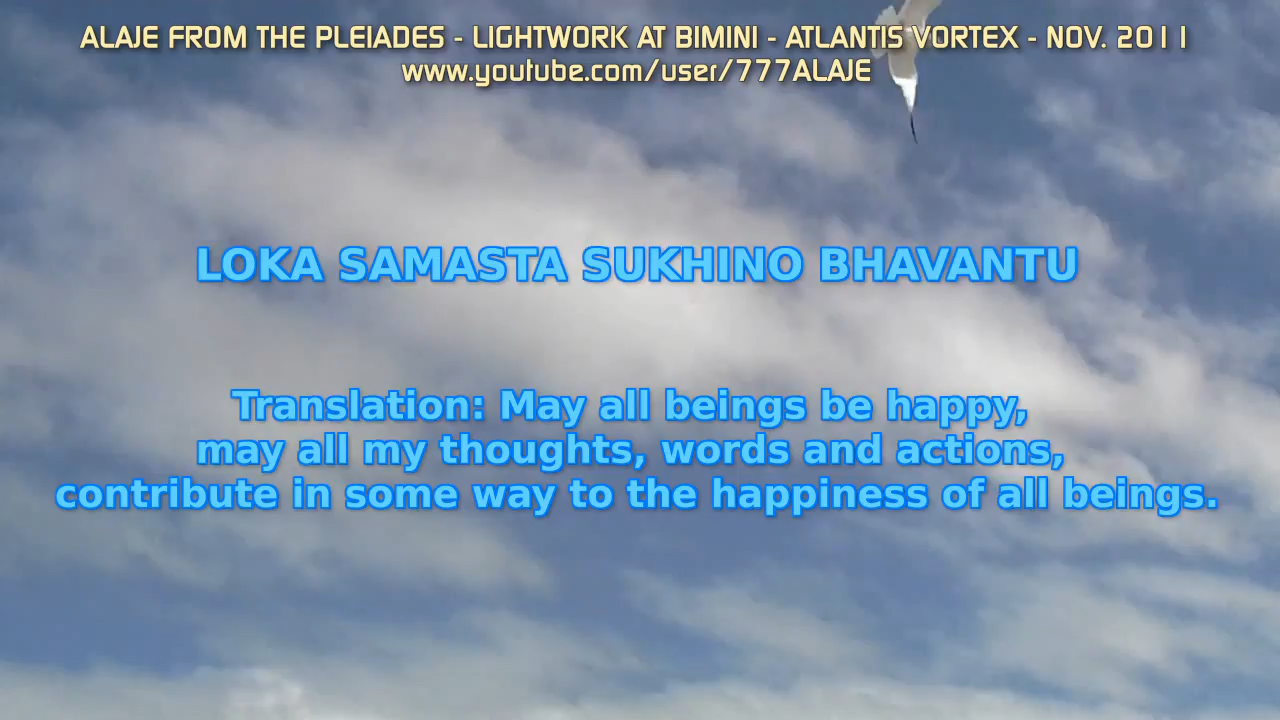 ALAJE FROM THE PLEIADES - LIGHTWORK AT BIMINI - ATLANTIS VORTEX - NOV. 2011
www.youtube.com/user/777ALAJE
LOKA SAMASTA SUKHINO BHAVANTU
Translation: May all beings be happy,
may all my thoughts, words and actions,
contribute in some way to the happiness of all beings.